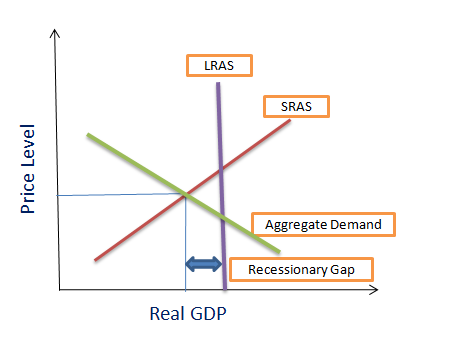 LRAS
SRAS
Price Level
Aggregate Demand
Recessionary Gap
Real GDP